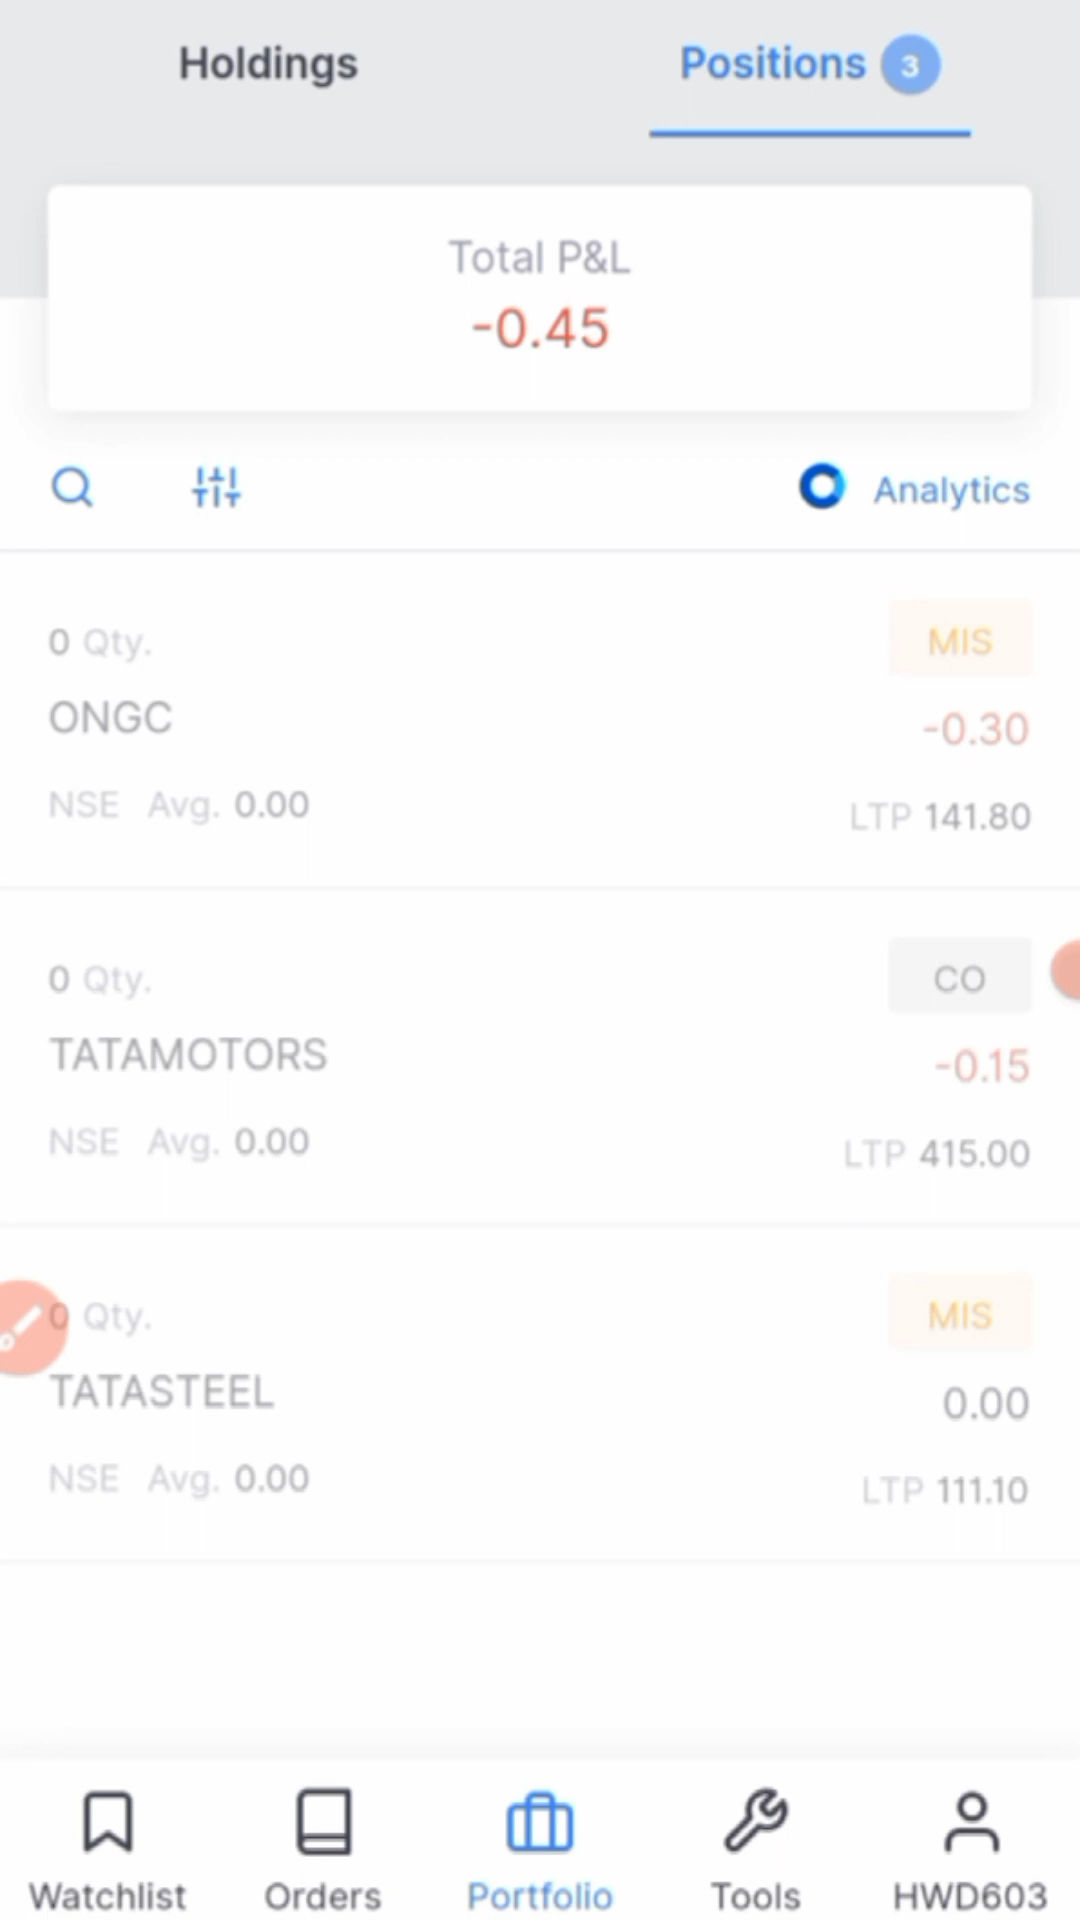 Holdings
Positions 3
Total P&L
-0.45
Analytics
0 Qty.
MIS
ONGC
-0.30
NSE Avg. 0.00
LTP 141.80
0 Qty.
CO
TATAMOTORS
-0.15
NSE Avg. 0.00
LTP 415.00
0 Qty.
MIS
TATASTEEL
0.00
NSE Avg. 0.00
LTP 111.10
Watchlist
Orders
Portfolio
Tools
HWD603